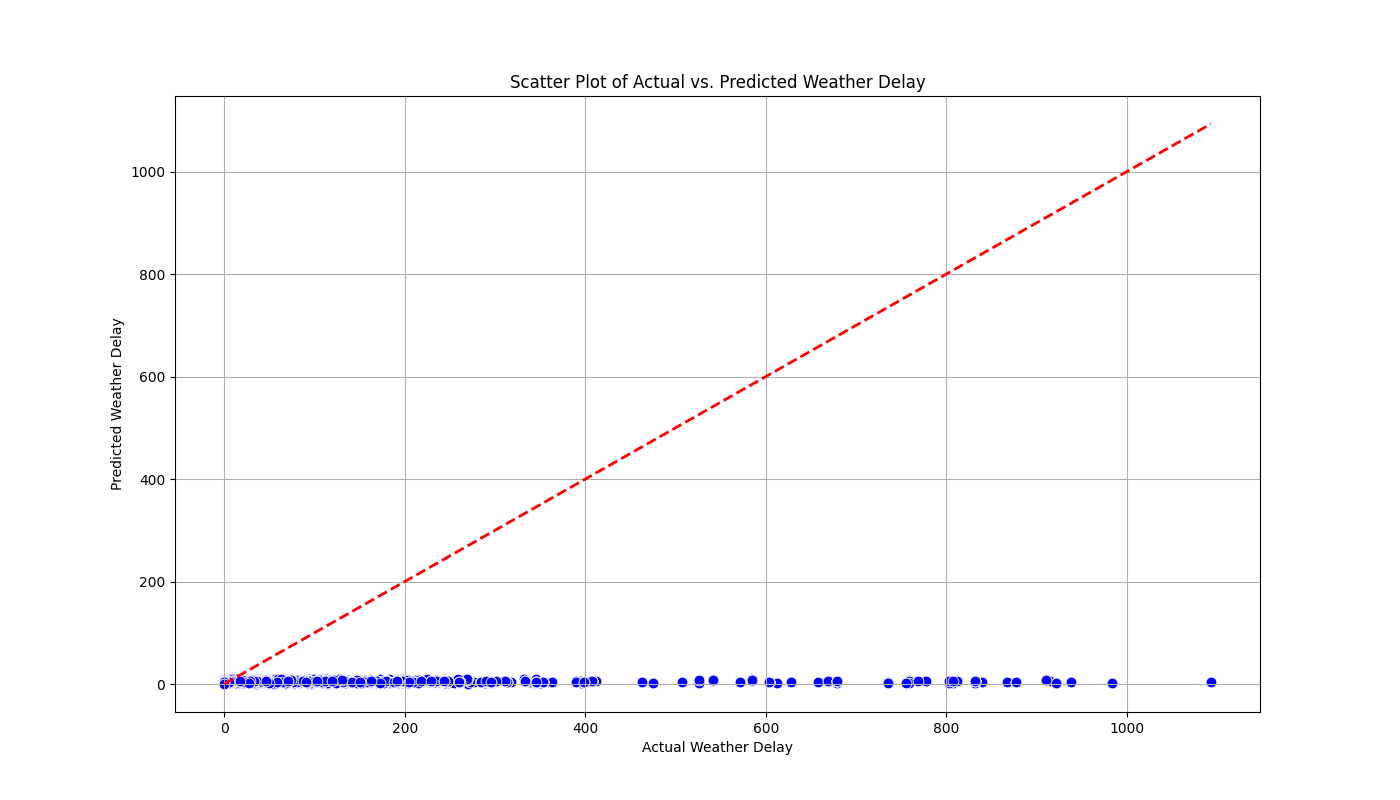 Scatter Plot of Actual vs. Predicted Weather Delay
1000
800
600
400
200
0
Predicted Weather Delay
0 200 400 600 800 1000
Actual Weather Delay